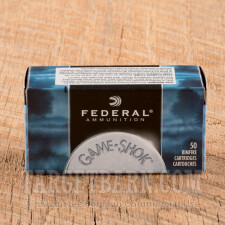 FEDERAL
AMMUNITION
GAME-SHOK
50
RIMFIRE
CARTRIDGES
CARTOUCHES